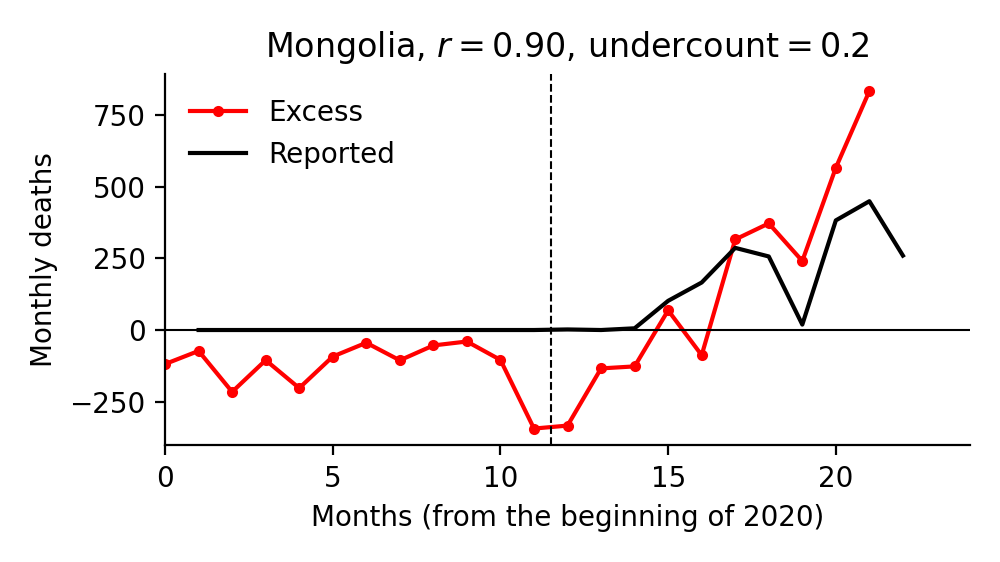 Mongolia, r = 0.90, undercount = 0.2
Excess
Reported
Monthly deaths
750
500
250
0
−250
0 5 10 15 20
Months (from the beginning of 2020)